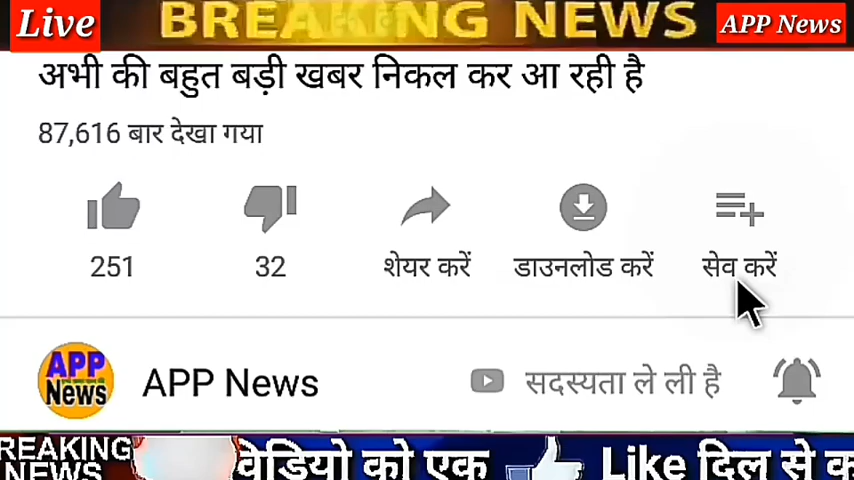 Live
BREAKING NEWS
APP News
अभी की बहुत बड़ी खबर निकल कर आ रही है
87,616 बार देखा गया
251
32
शेयर करें
डाउनलोड करें
सेव करें
APP News
APP News
सदस्यता ले ली है
REAKING NEWS
वेडियो को एक
Like दिल से क